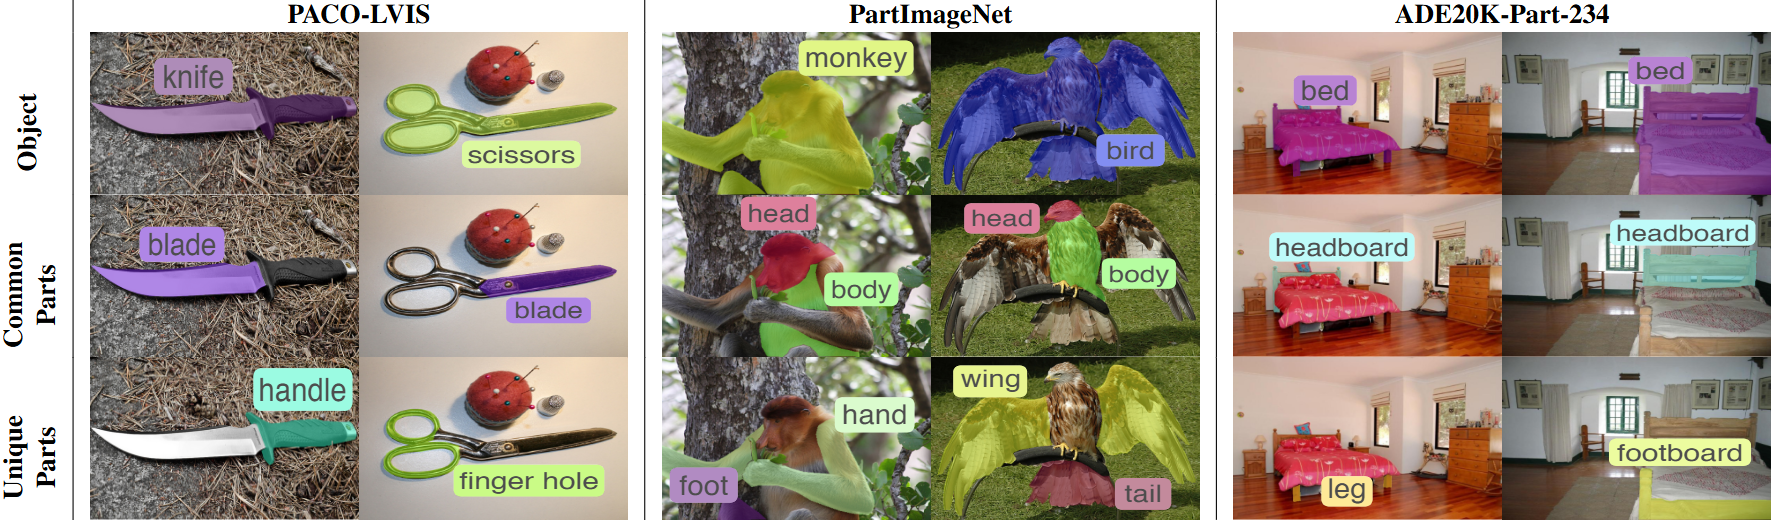 PACO-LVIS
PartImageNet
ADE20K-Part-234
Object
knife
scissors
monkey
bird
bed
bed
Common
Parts
blade
blade
head
body
head
body
headboard
headboard
Unique
Parts
handle
finger hole
hand
foot
wing
tail
leg
footboard